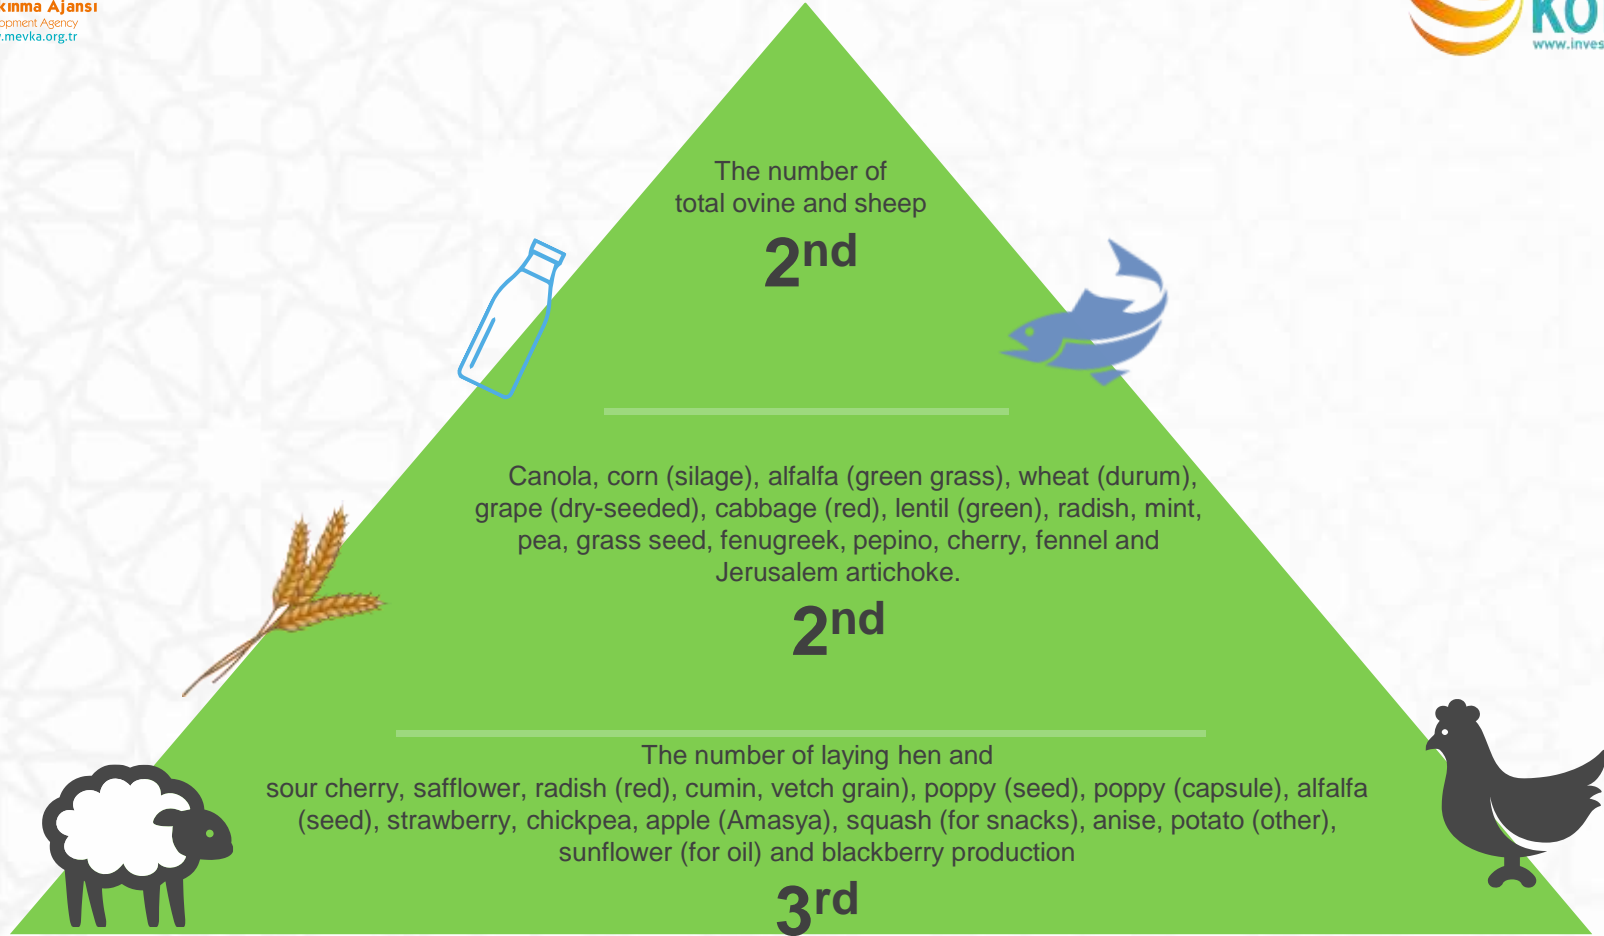 kınma Ajansı
opment Agency
.mevka.org.tr
KO
www.inves
The number of
total ovine and sheep
2nd
Canola, corn (silage), alfalfa (green grass), wheat (durum),
grape (dry-seeded), cabbage (red), lentil (green), radish, mint,
pea, grass seed, fenugreek, pepino, cherry, fennel and
Jerusalem artichoke.
2nd
The number of laying hen and
sour cherry, safflower, radish (red), cumin, vetch grain), poppy (seed), poppy (capsule), alfalfa
(seed), strawberry, chickpea, apple (Amasya), squash (for snacks), anise, potato (other),
sunflower (for oil) and blackberry production
3rd